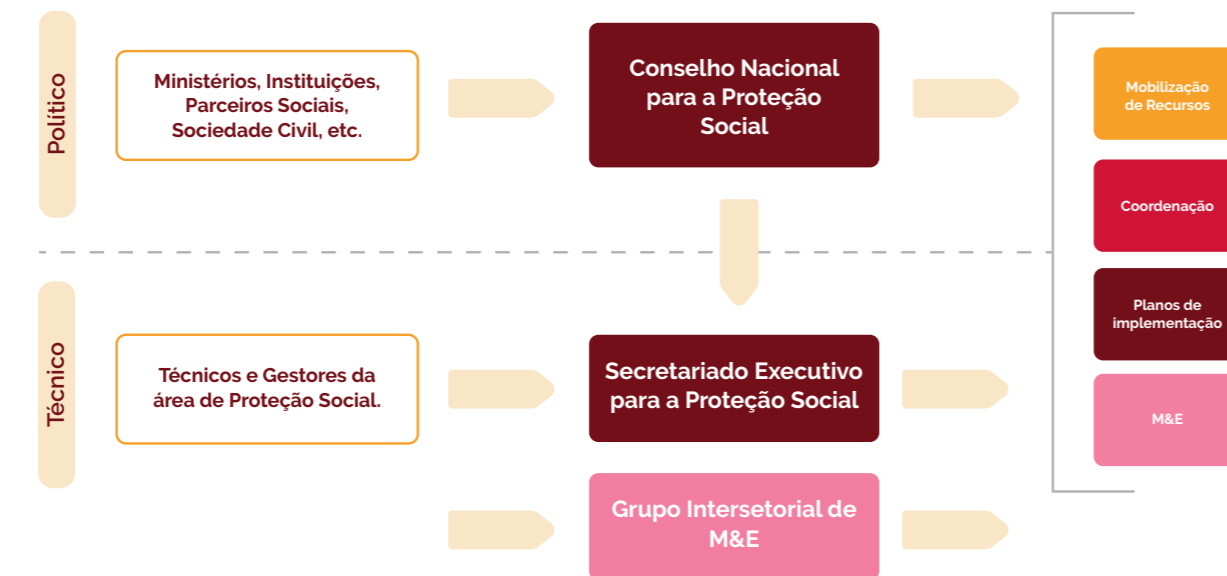 Político
Ministérios, Instituições,
Parceiros Sociais,
Sociedade Civil, etc.
Conselho Nacional
para a Proteção
Social
Mobilização
de Recursos
Coordenação
Técnico
Técnicos e Gestores da
área de Proteção Social.
Secretariado Executivo
para a Proteção Social
Planos de
implementação
M&E
Grupo Intersetorial de
M&E